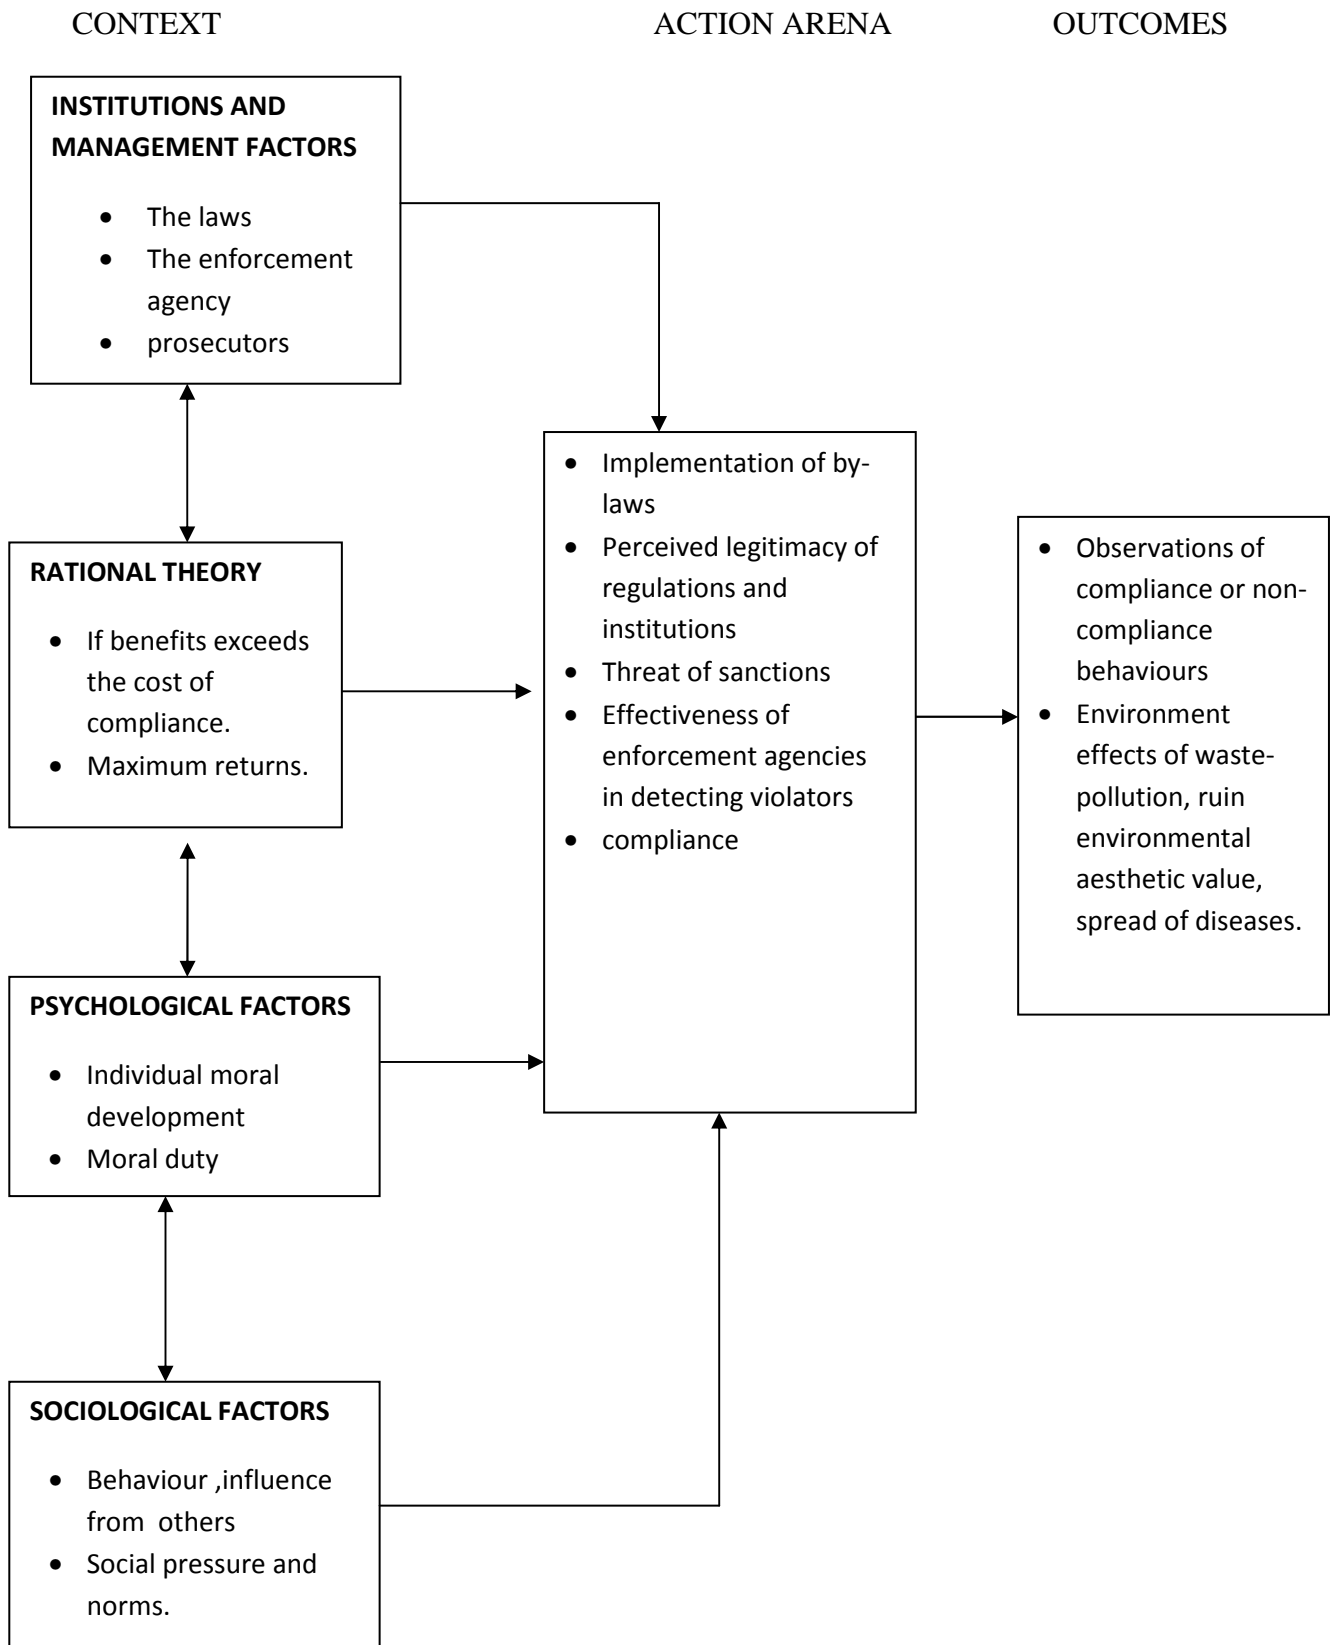 CONTEXT
ACTION ARENA
OUTCOMES
INSTITUTIONS AND
MANAGEMENT FACTORS
• The laws
• The enforcement
agency
• prosecutors
RATIONAL THEORY
• If benefits exceeds
the cost of
compliance.
• Maximum returns.
PSYCHOLOGICAL FACTORS
• Individual moral
development
• Moral duty
SOCIOLOGICAL FACTORS
• Behaviour ,influence
from others
• Social pressure and
norms.
• Implementation of by-
laws
• Perceived legitimacy of
regulations and
institutions
• Threat of sanctions
• Effectiveness of
enforcement agencies
in detecting violators
• compliance
• Observations of
compliance or non-
compliance
behaviours
• Environment
effects of waste-
pollution, ruin
environmental
aesthetic value,
spread of diseases.